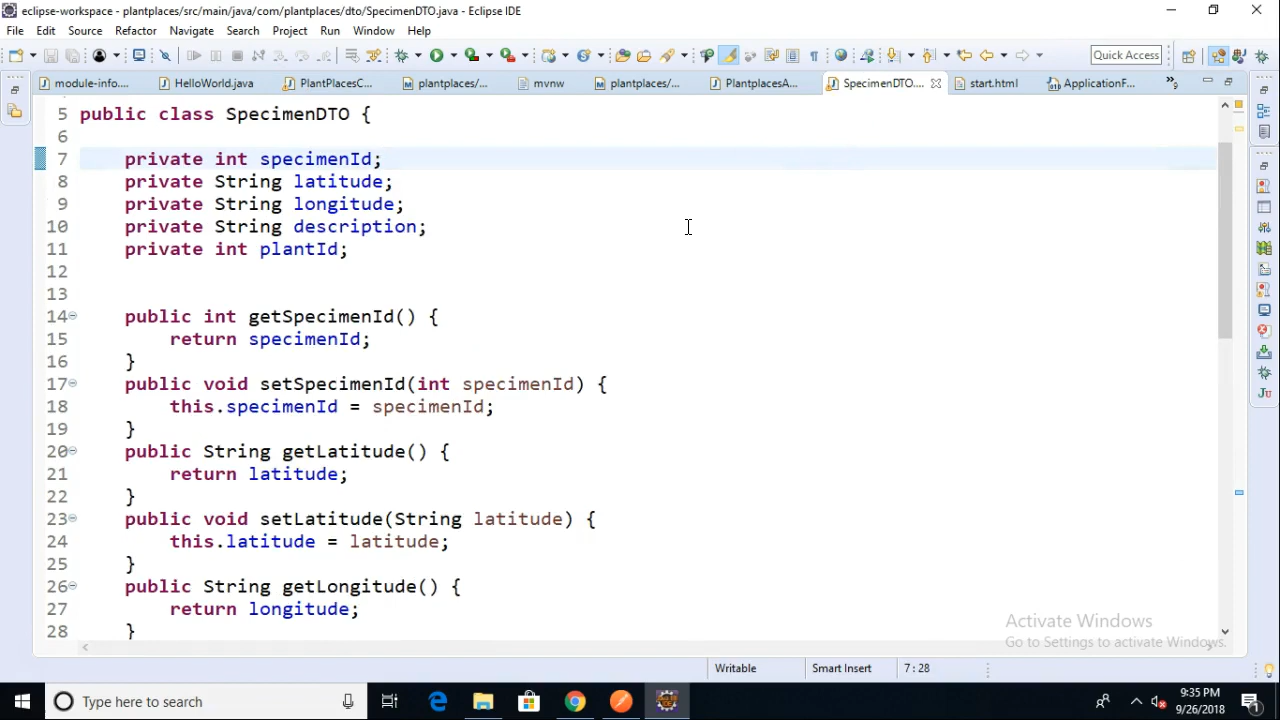 eclipse-workspace - plantplaces/src/main/java/com/plantplaces/dto/SpecimenDTO.java - Eclipse IDE
File Edit Source Refactor Navigate Search Project Run Window Help
Quick Access
module-info.... HelloWorld.java PlantPlacesC... plantplaces/... mvnw plantplaces/... PlantplacesA... SpecimenDTO.... start.html ApplicationF... »9
5 public class SpecimenDTO {
6
7 private int specimenId;
8 private String latitude;
9 private String longitude;
10 private String description;
11 private int plantId;
12
13
14 public int getSpecimenId() {
15 return specimenId;
16 }
17 public void setSpecimenId(int specimenId) {
18 this.specimenId = specimenId;
19 }
20 public String getLatitude() {
21 return latitude;
22 }
23 public void setLatitude(String latitude) {
24 this.latitude = latitude;
25 }
26 public String getLongitude() {
27 return longitude;
28 }
Activate Windows
Go to Settings to activate Windows.
Writable Smart Insert 7 : 28
Type here to search
9:35 PM
9/26/2018
1